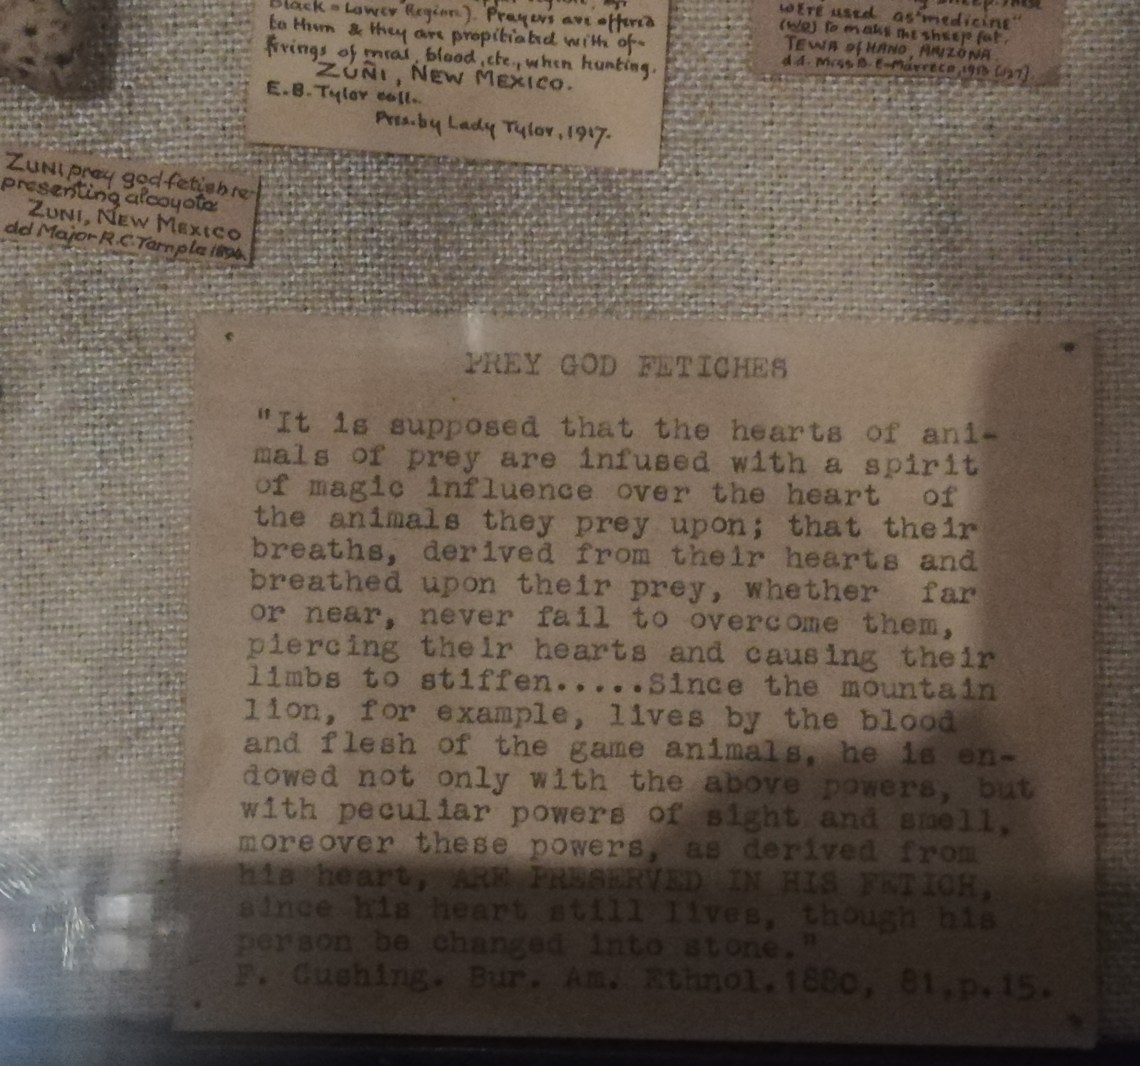 Black = Lower Region). Prayers are offered
to them & they are propitiated with of-
ferings of meal, blood, etc., when hunting.
ZUÑI, NEW MEXICO.
E.B. Tylor coll.
Pres. by Lady Tylor, 1917.
were used as "medicine"
to make the sheep fat.
TEWA of HANO, ARIZONA
d.d. Miss B.
ZUNI prey god fetish re-
presenting a coyote
ZUNI, NEW MEXICO
dd Major R.C. Temple
PREY GOD FETICHES
"It is supposed that the hearts of ani-
mals of prey are infused with a spirit
of magic influence over the heart of
the animals they prey upon; that their
breaths, derived from their hearts and
breathed upon their prey, whether far
or near, never fail to overcome them,
piercing their hearts and causing their
limbs to stiffen.....Since the mountain
lion, for example, lives by the blood
and flesh of the game animals, he is en-
dowed not only with the above powers, but
with peculiar powers of sight and smell,
moreover these powers, as derived from
his heart, ARE PRESERVED IN HIS FETICH,
since his heart still lives, though his
person be changed into stone."
F. Cushing. Bur. Am. Ethnol. 1880, 81,p.15.